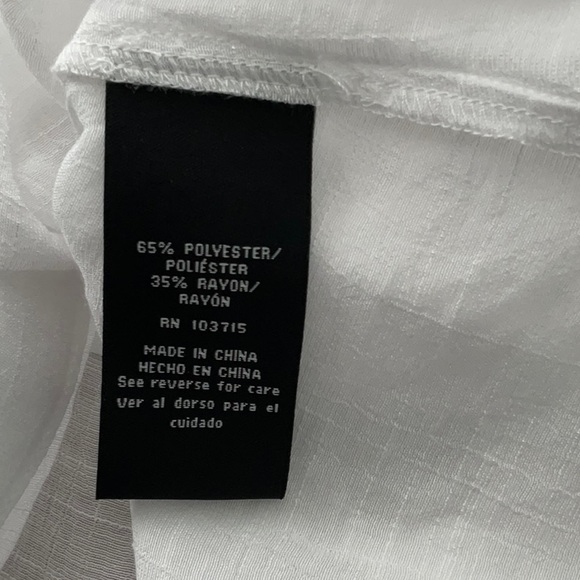 65% POLYESTER/
POLIÉSTER
35% RAYON/
RAYÓN
RN 103715
MADE IN CHINA
HECHO EN CHINA
See reverse for care
Ver al dorso para el
cuidado